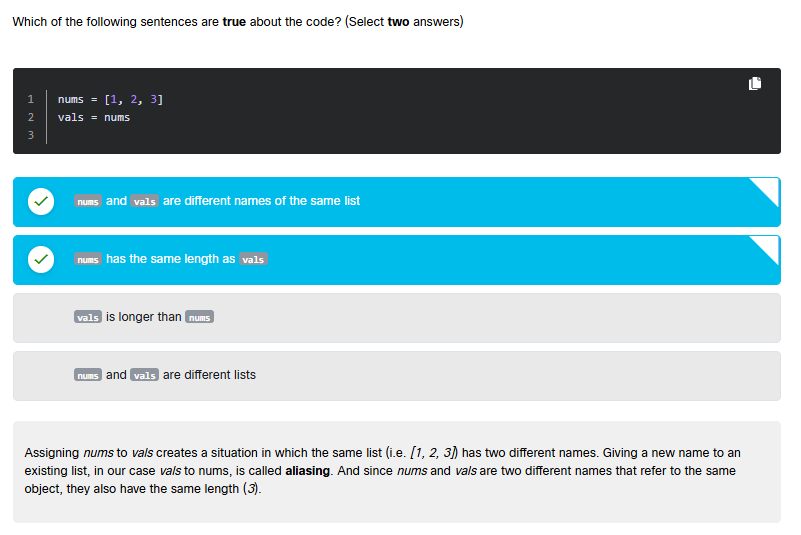 Which of the following sentences are true about the code? (Select two answers)
1 nums = [1, 2, 3]
2 vals = nums
3
nums and vals are different names of the same list
nums has the same length as vals
vals is longer than nums
nums and vals are different lists
Assigning nums to vals creates a situation in which the same list (i.e. [1, 2, 3]) has two different names. Giving a new name to an
existing list, in our case vals to nums, is called aliasing. And since nums and vals are two different names that refer to the same
object, they also have the same length (3).